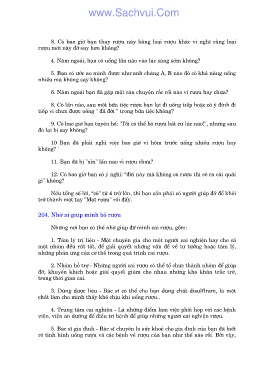 www.Sachvui.Com
8. Có bao giờ bạn thay rượu này bằng loại rượu khác vì nghĩ rằng loại
rượu mới này đỡ say hơn không?
4. Năm ngoái, bạn có uống lần nào vào lúc sáng sớm không?
5. Bạn có ước ao mình được như anh chàng A, B nào đó có khả năng uống
nhiều mà không say không?
6. Năm ngoái bạn đã gặp một câu chuyện rắc rối nào vì rượu hay chưa?
8. Có lần nào, sau một bữa tiệc rượu bạn lại đi uống tiếp hoặc có ý định đi
tiếp vì chưa được uống " đã đời " trong bữa tiệc không?
9. Có bao giờ bạn tuyên bố: "Tôi có thể bỏ rượu bất cứ lúc nào!", nhưng sau
đó lại bị say không?
10 Bạn đã phải nghỉ việc bao giờ vì hôm trước uống nhiều rượu hay
không? '
11. Bạn đã bị "xỉn" lần nào vì rượu chưa?
12. Có bao giờ bạn có ý nghĩ: "đời này mà không có rượu thì sẽ ra cái quái
gì" không?
Nếu tổng số lời, "có" từ 4 trở lên, thì bạn cần phải có người giúp đỡ để khỏi
trở thành một tay "Mạt rượu " rồi đấy.
204. Nhờ ai giúp mình bỏ rượu
Những nơi bạn có thể nhờ giúp đỡ mình cai rượu, gồm:
1. Tâm lý trị liệu - Một chuyên gia cho một người cai nghiện hay cho cả
một nhóm đều rất tốt, để giải quyết những vấn đề về tư tưởng hoặc tâm lý,
những phản ứng của cơ thể trong quá trình cai rượu.
2. Nhóm hỗ trợ - Những người cai rượu có thể tổ chức thành nhóm để giúp
đỡ, khuyến khích hoặc giải quyết giùm cho nhau những khó khăn trắc trở,
trong thời gian cai.
3. Dùng dược liệu - Bác sĩ có thể cho bạn dùng chất disulfiram, là một
chất làm cho mình thấy khó chịu khi uống rượu..
4. Trung tâm cai nghiện - Là những điểm làm việc phối hợp với các bệnh
viện, viện an dưỡng để điều trị bệnh để giúp những người cai nghiện rượu.
5. Bác sĩ gia đình - Bác sĩ chuyên lo sức khoẻ cho gia đình của bạn đã biết
rõ tình hình uống rượu và các bệnh về rượu của bạn như thế nào rồi. Bởi vậy,